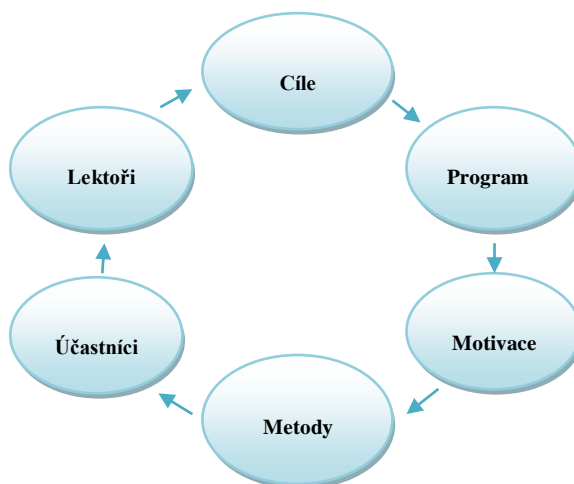 Cíle
Program
Motivace
Metody
Účastníci
Lektoři